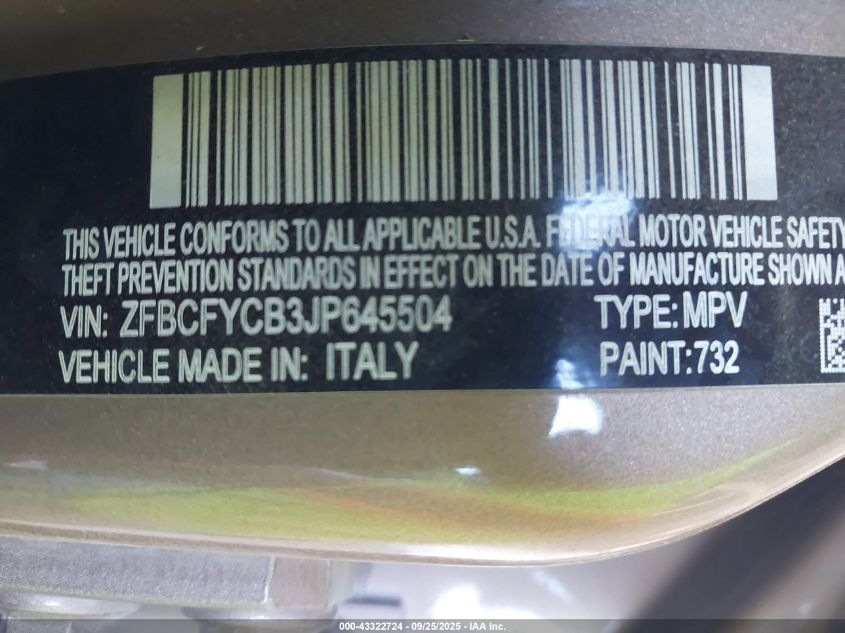 THIS VEHICLE CONFORMS TO ALL APPLICABLE U.S.A. FEDERAL MOTOR VEHICLE SAFETY
THEFT PREVENTION STANDARDS IN EFFECT ON THE DATE OF MANUFACTURE SHOWN A
VIN: ZFBCFYCB3JP645504 TYPE: MPV
VEHICLE MADE IN: ITALY PAINT:732
000-43322724 - 09/25/2025 - IAA Inc.